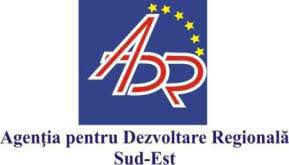 ADR
Agenția pentru Dezvoltare Regională
Sud-Est